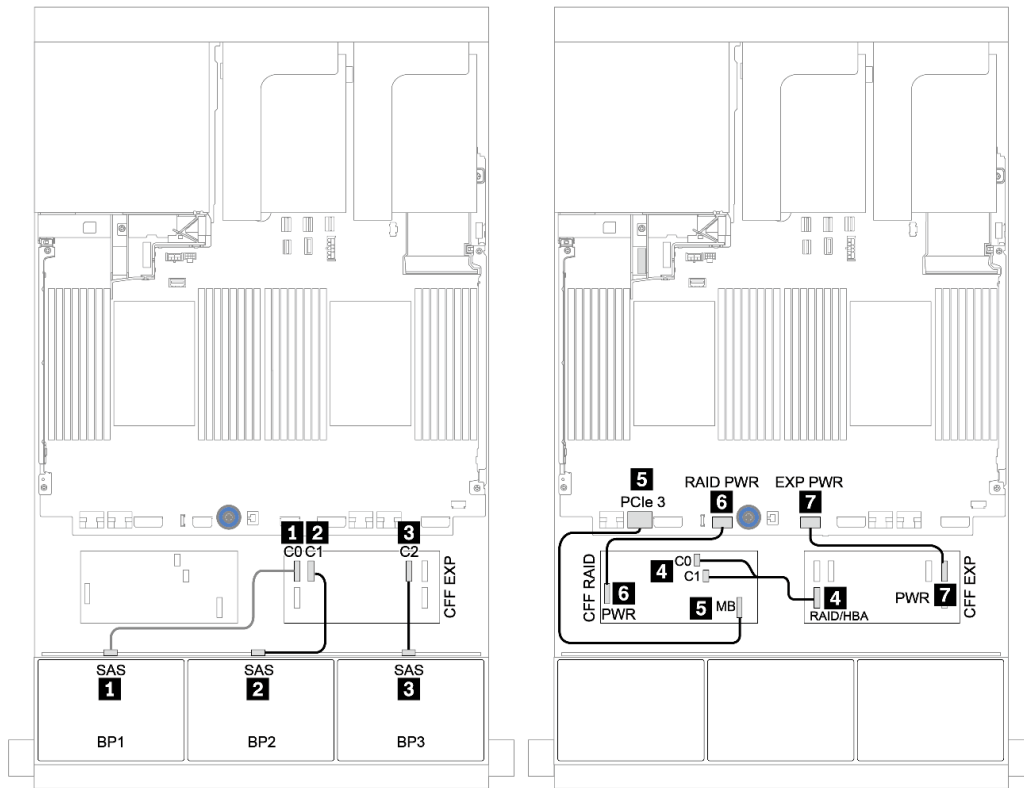 1 2 3
C0 C1 C2
CFF EXP
SAS SAS SAS
1 2 3
BP1 BP2 BP3
5 RAID PWR EXP PWR
PCIe 3 6 7
CFF RAID
C0
4 C1
6 PWR
5 MB
4
RAID/HBA
PWR 7
CFF EXP